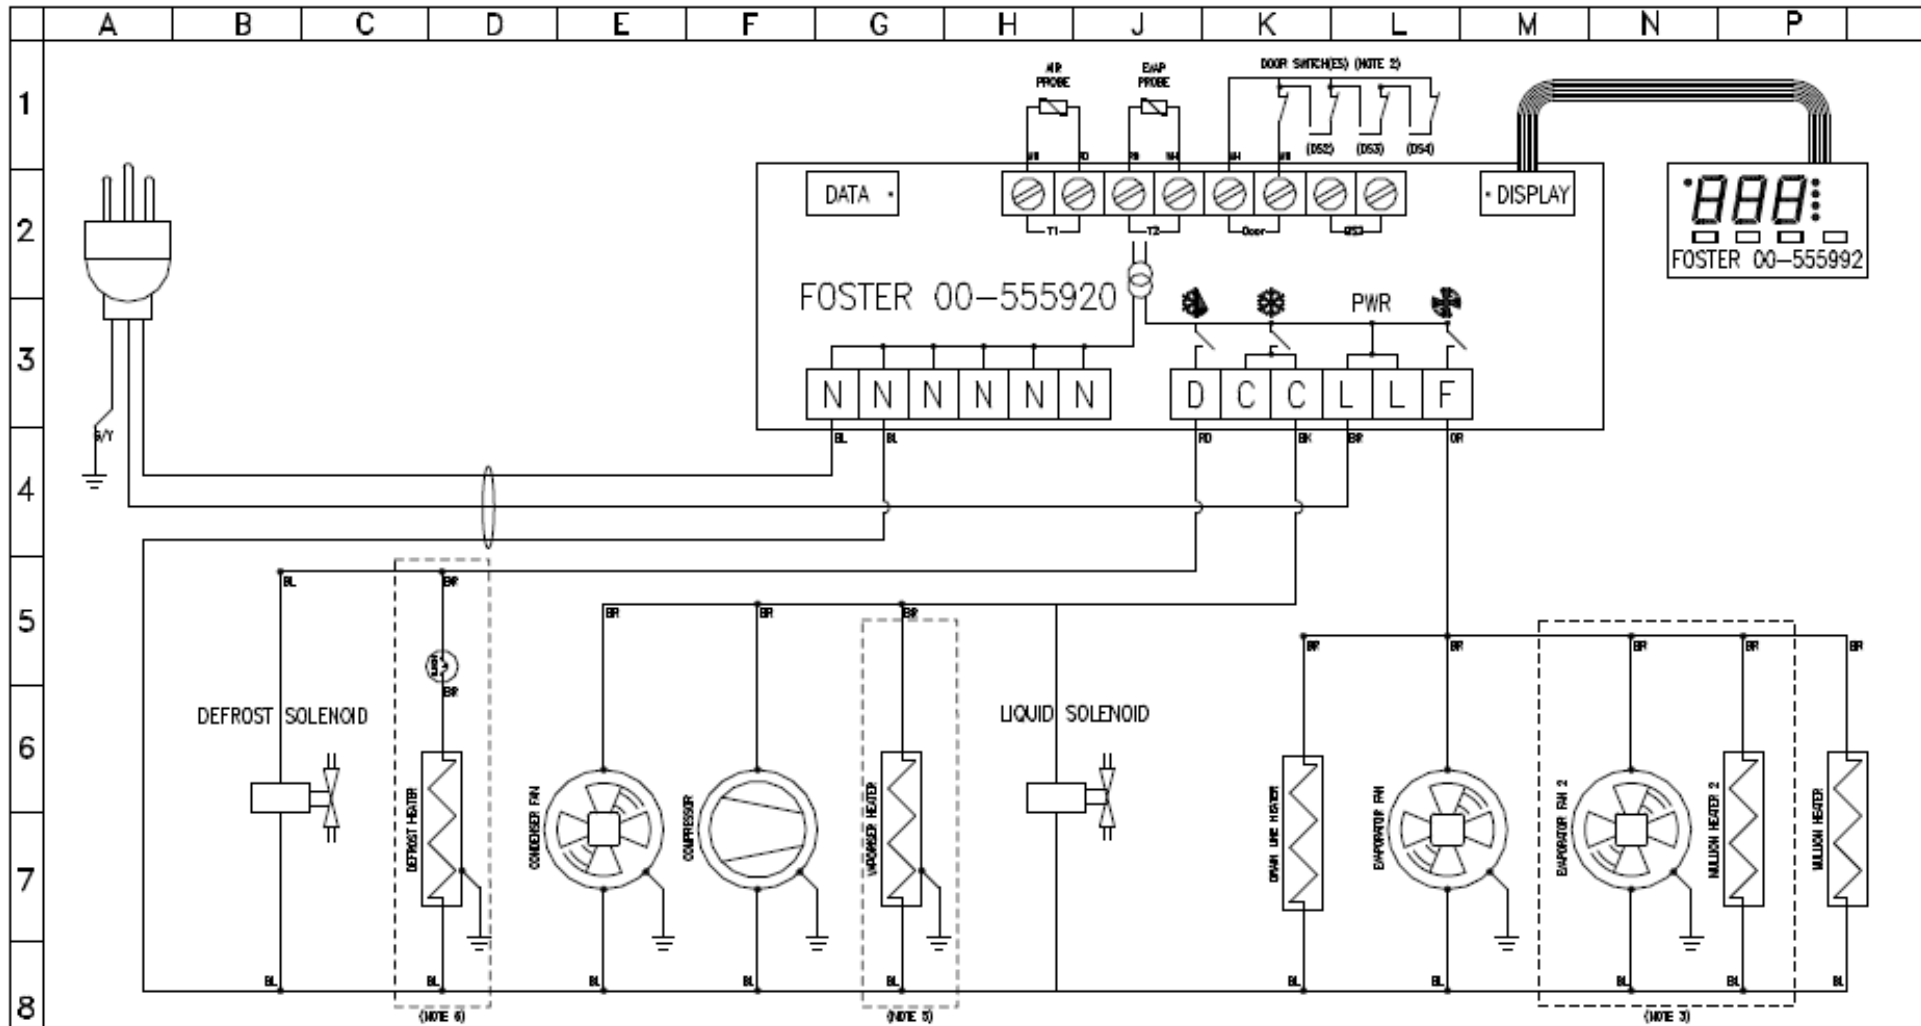 A B C D E F G H J K L M N P
1
2
3
4
5
6
7
8
AIR PROBE
EVAP PROBE
DOOR SWITCH(ES) (NOTE 2)
(DS2) (DS3) (DS4)
WH RD
DATA
DISPLAY
T1 T2 Door
FOSTER 00-555992
FOSTER 00-555920
PWR
N N N N N N
D C C L L F
G/Y
BL BL RD BK BR OR
BL BR BR BR BR BR BR BR BR BR
BR
DEFROST SOLENOID
LIQUID SOLENOID
DEFROST HEATER
CONDENSER FAN
COMPRESSOR
VAPORISER HEATER
DRAIN LINE HEATER
EVAPORATOR FAN
EVAPORATOR FAN 2
MULLION HEATER 2
MULLION HEATER
BL BL BL BL BL BL BL BL BL BL
(NOTE 6)
(NOTE 5)
(NOTE 3)